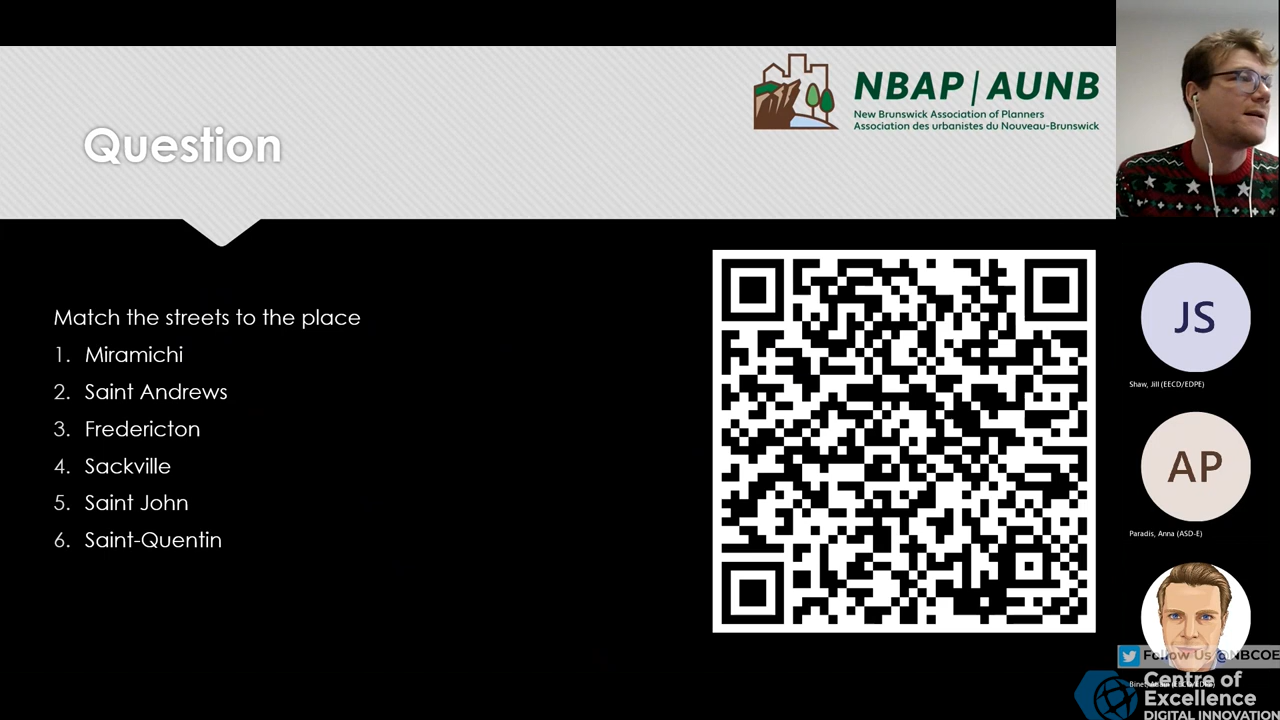 Question
NBAP | AUNB
New Brunswick Association of Planners
Association des urbanistes du Nouveau-Brunswick
Match the streets to the place
1. Miramichi
2. Saint Andrews
3. Fredericton
4. Sackville
5. Saint John
6. Saint-Quentin
JS
Shaw, Jill (EECD/EDPE)
AP
Paradis, Anna (ASD-E)
Follow Us @NBCOE
Centre of
Excellence
DIGITAL INNOVATION